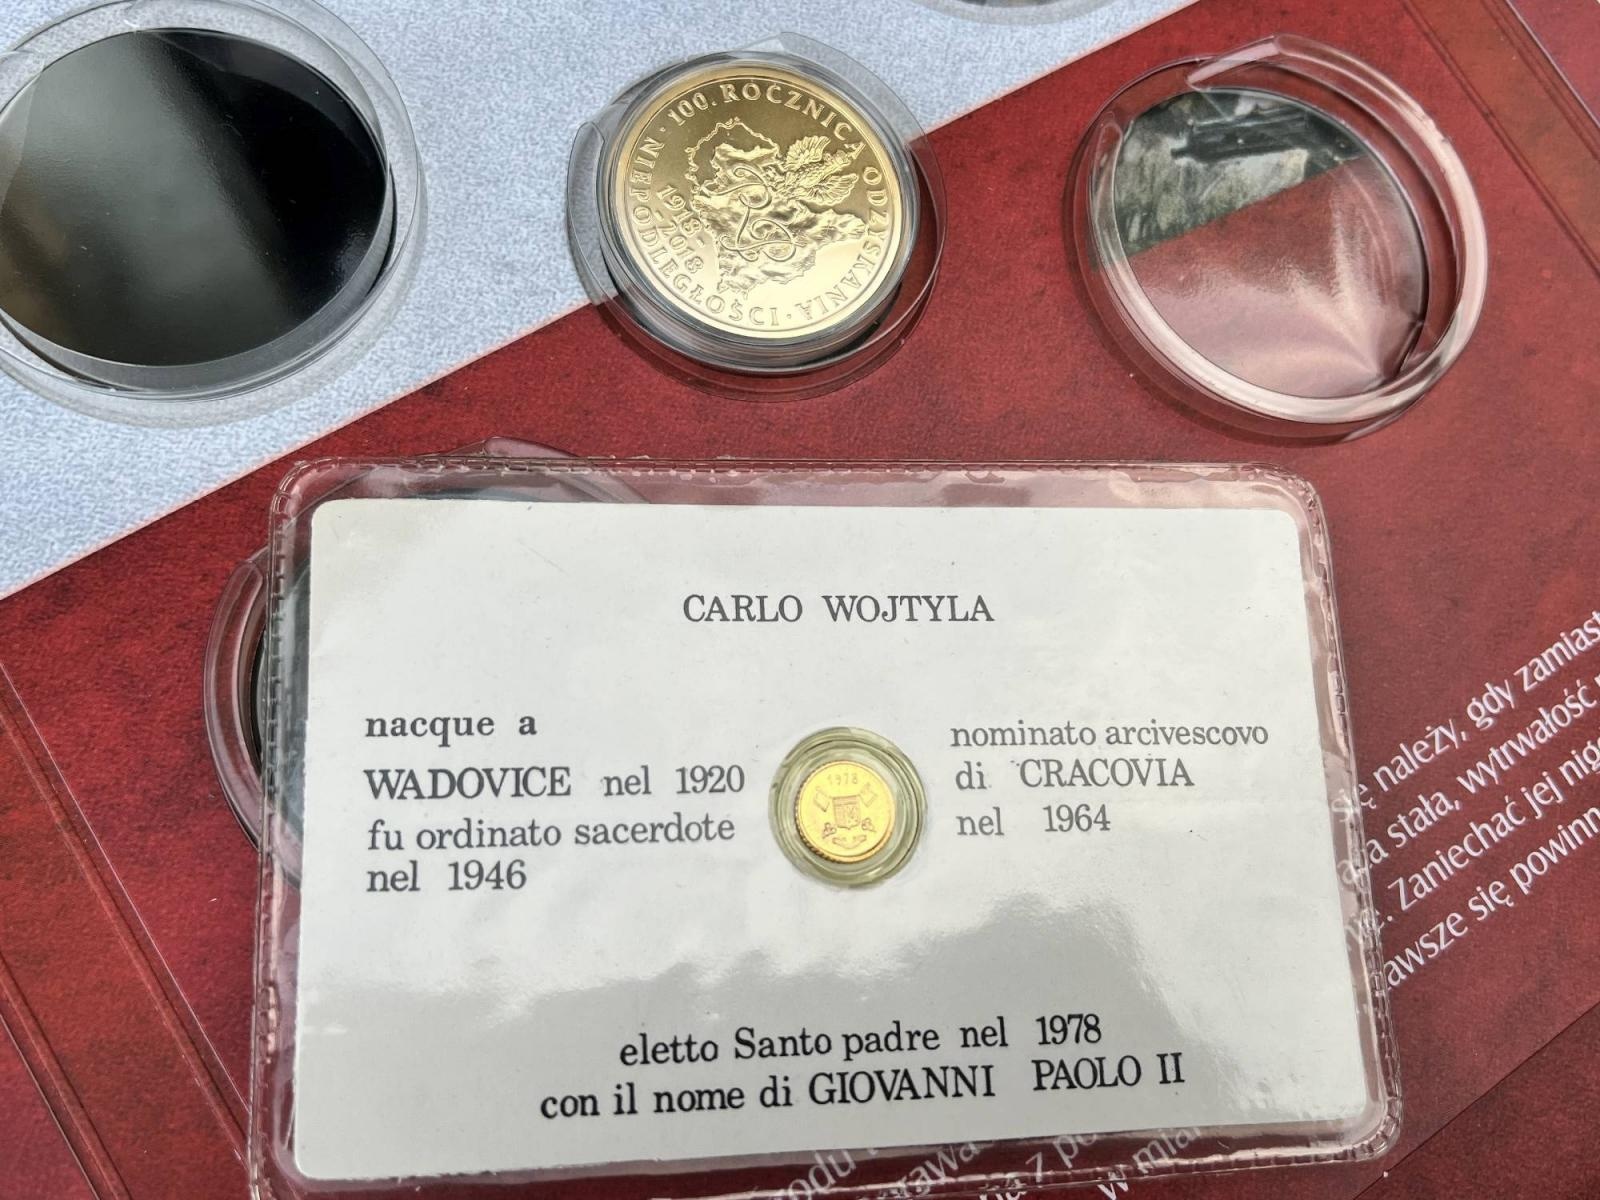 100. ROCZNICA ODZYSKANIA · NIEPODLEGŁOŚCI ·
1918-
-2018
CARLO WOJTYLA
nacque a
WADOVICE nel 1920
fu ordinato sacerdote
nel 1946
1978
nominato arcivescovo
di CRACOVIA
nel 1964
eletto Santo padre nel 1978
con il nome di GIOVANNI PAOLO II
się należy, gdy zamiast
stała, wytrwałość
Zaniechać jej
zawsze się powinn